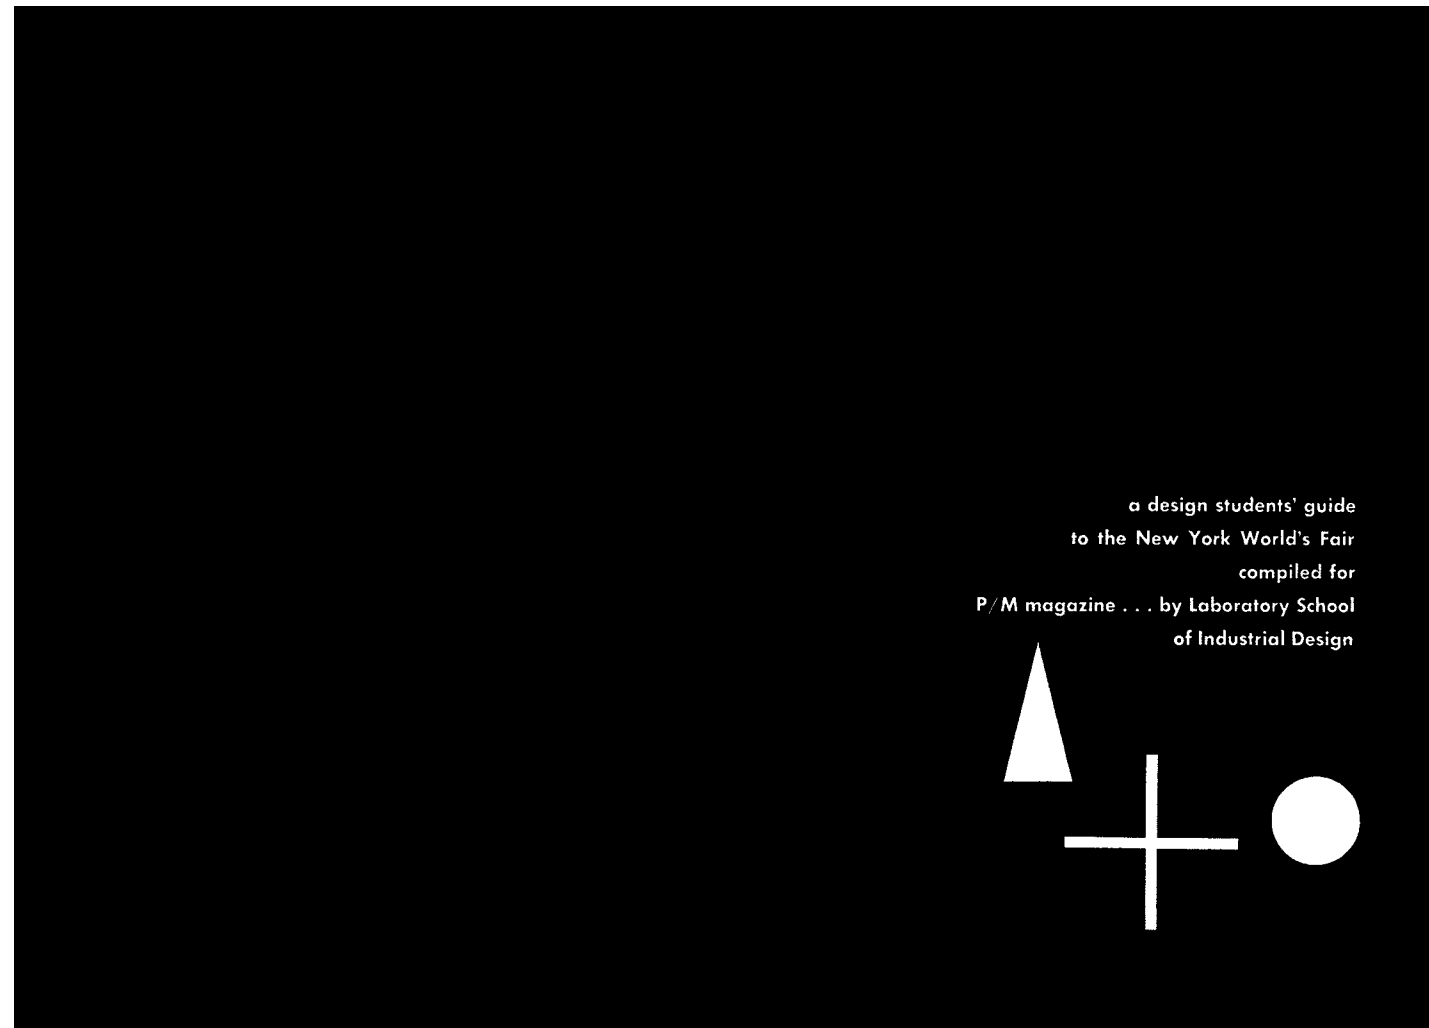 a design students' guide
to the New York World's Fair
compiled for
P/M magazine . . . by Laboratory School
of Industrial Design